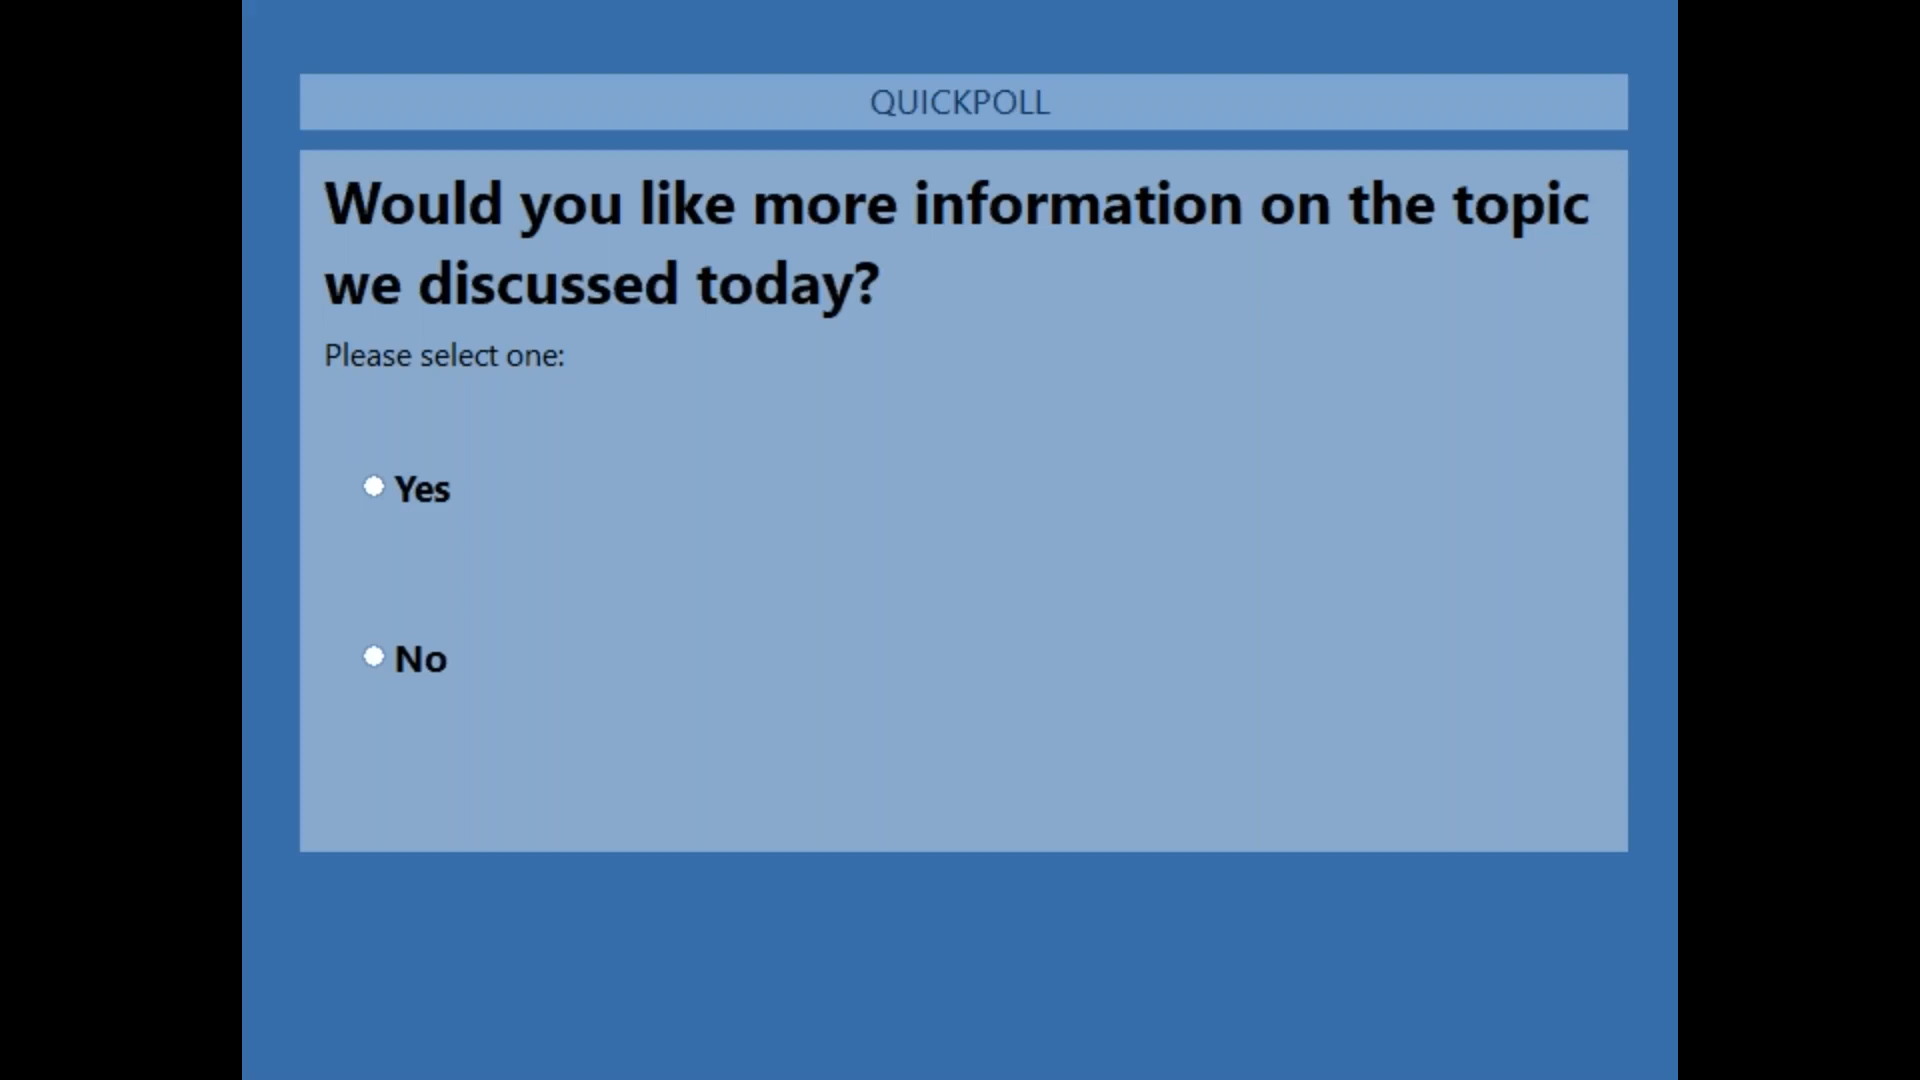 QUICKPOLL
Would you like more information on the topic
we discussed today?
Please select one:
Yes
No